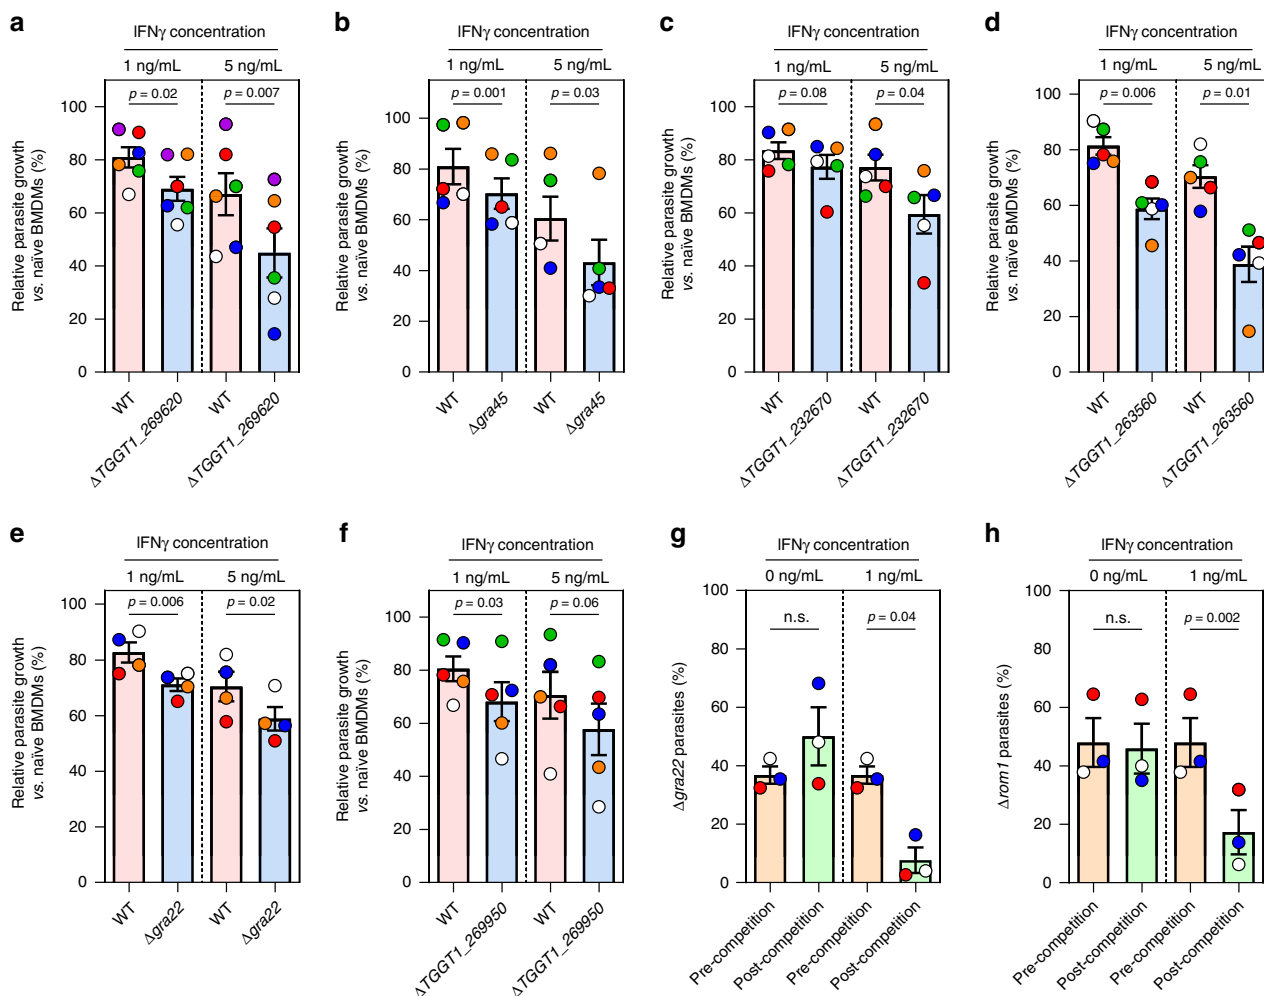 a
IFNγ concentration
1 ng/mL
5 ng/mL
p = 0.02
p = 0.007
Relative parasite growth
vs. naïve BMDMs (%)
100
80
60
40
20
0
WT
ΔTGGT1_269620
WT
ΔTGGT1_269620
b
IFNγ concentration
1 ng/mL
5 ng/mL
p = 0.001
p = 0.03
Relative parasite growth
vs. naïve BMDMs (%)
100
80
60
40
20
0
WT
Δgra45
WT
Δgra45
c
IFNγ concentration
1 ng/mL
5 ng/mL
p = 0.08
p = 0.04
Relative parasite growth
vs. naïve BMDMs (%)
100
80
60
40
20
0
WT
ΔTGGT1_232670
WT
ΔTGGT1_232670
d
IFNγ concentration
1 ng/mL
5 ng/mL
p = 0.006
p = 0.01
Relative parasite growth
vs. naïve BMDMs (%)
100
80
60
40
20
0
WT
ΔTGGT1_263560
WT
ΔTGGT1_263560
e
IFNγ concentration
1 ng/mL
5 ng/mL
p = 0.006
p = 0.02
Relative parasite growth
vs. naïve BMDMs (%)
100
80
60
40
20
0
WT
Δgra22
WT
Δgra22
f
IFNγ concentration
1 ng/mL
5 ng/mL
p = 0.03
p = 0.06
Relative parasite growth
vs. naïve BMDMs (%)
100
80
60
40
20
0
WT
ΔTGGT1_269950
WT
ΔTGGT1_269950
g
IFNγ concentration
0 ng/mL
1 ng/mL
n.s.
p = 0.04
Δgra22 parasites (%)
100
80
60
40
20
0
Pre-competition
Post-competition
Pre-competition
Post-competition
h
IFNγ concentration
0 ng/mL
1 ng/mL
n.s.
p = 0.002
Δrom1 parasites (%)
100
80
60
40
20
0
Pre-competition
Post-competition
Pre-competition
Post-competition